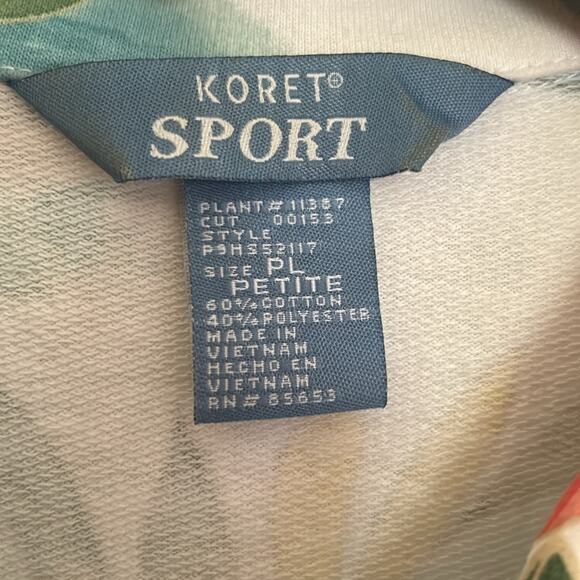 KORET®
SPORT
PLANT# 11387
CUT 00153
STYLE
P9HS52117
SIZE PL
PETITE
60% COTTON
40% POLYESTER
MADE IN
VIETNAM
HECHO EN
VIETNAM
RN# 85653